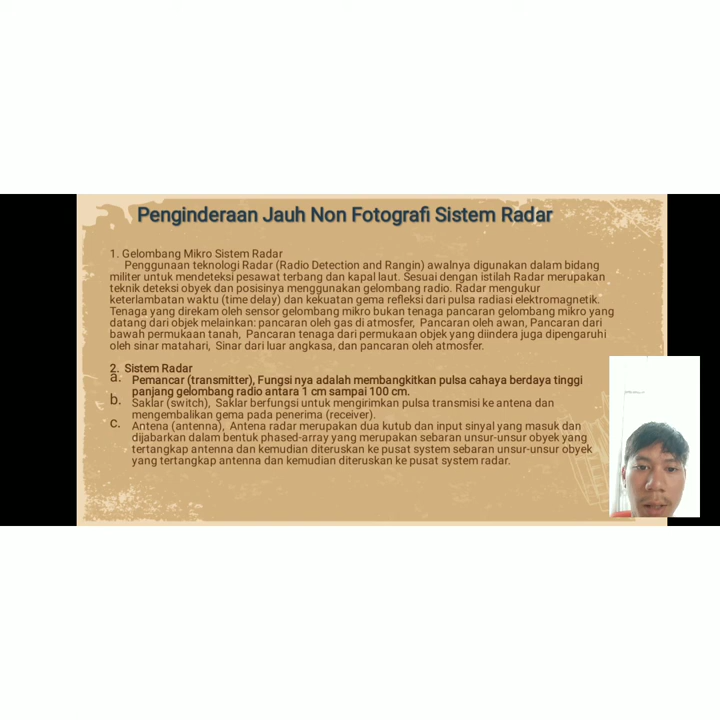 Penginderaan Jauh Non Fotografi Sistem Radar
1. Gelombang Mikro Sistem Radar
Penggunaan teknologi Radar (Radio Detection and Rangin) awalnya digunakan dalam bidang
militer untuk mendeteksi pesawat terbang dan kapal laut. Sesuai dengan istilah Radar merupakan
teknik deteksi obyek dan posisinya menggunakan gelombang radio. Radar mengukur
keterlambatan waktu (time delay) dan kekuatan gema refleksi dari pulsa radiasi elektromagnetik.
Tenaga yang direkam oleh sensor gelombang mikro bukan tenaga pancaran gelombang mikro yang
datang dari objek melainkan: pancaran oleh gas di atmosfer, Pancaran oleh awan, Pancaran dari
bawah permukaan tanah, Pancaran tenaga dari permukaan objek yang diindera juga dipengaruhi
oleh sinar matahari, Sinar dari luar angkasa, dan pancaran oleh atmosfer.
2. Sistem Radar
a. Pemancar (transmitter), Fungsi nya adalah membangkitkan pulsa cahaya berdaya tinggi
panjang gelombang radio antara 1 cm sampai 100 cm.
b. Saklar (switch), Saklar berfungsi untuk mengirimkan pulsa transmisi ke antena dan
mengembalikan gema pada penerima (receiver).
c. Antena (antenna), Antena radar merupakan dua kutub dan input sinyal yang masuk dan
dijabarkan dalam bentuk phased-array yang merupakan sebaran unsur-unsur obyek yang
tertangkap antenna dan kemudian diteruskan ke pusat system sebaran unsur-unsur obyek
yang tertangkap antenna dan kemudian diteruskan ke pusat system radar.